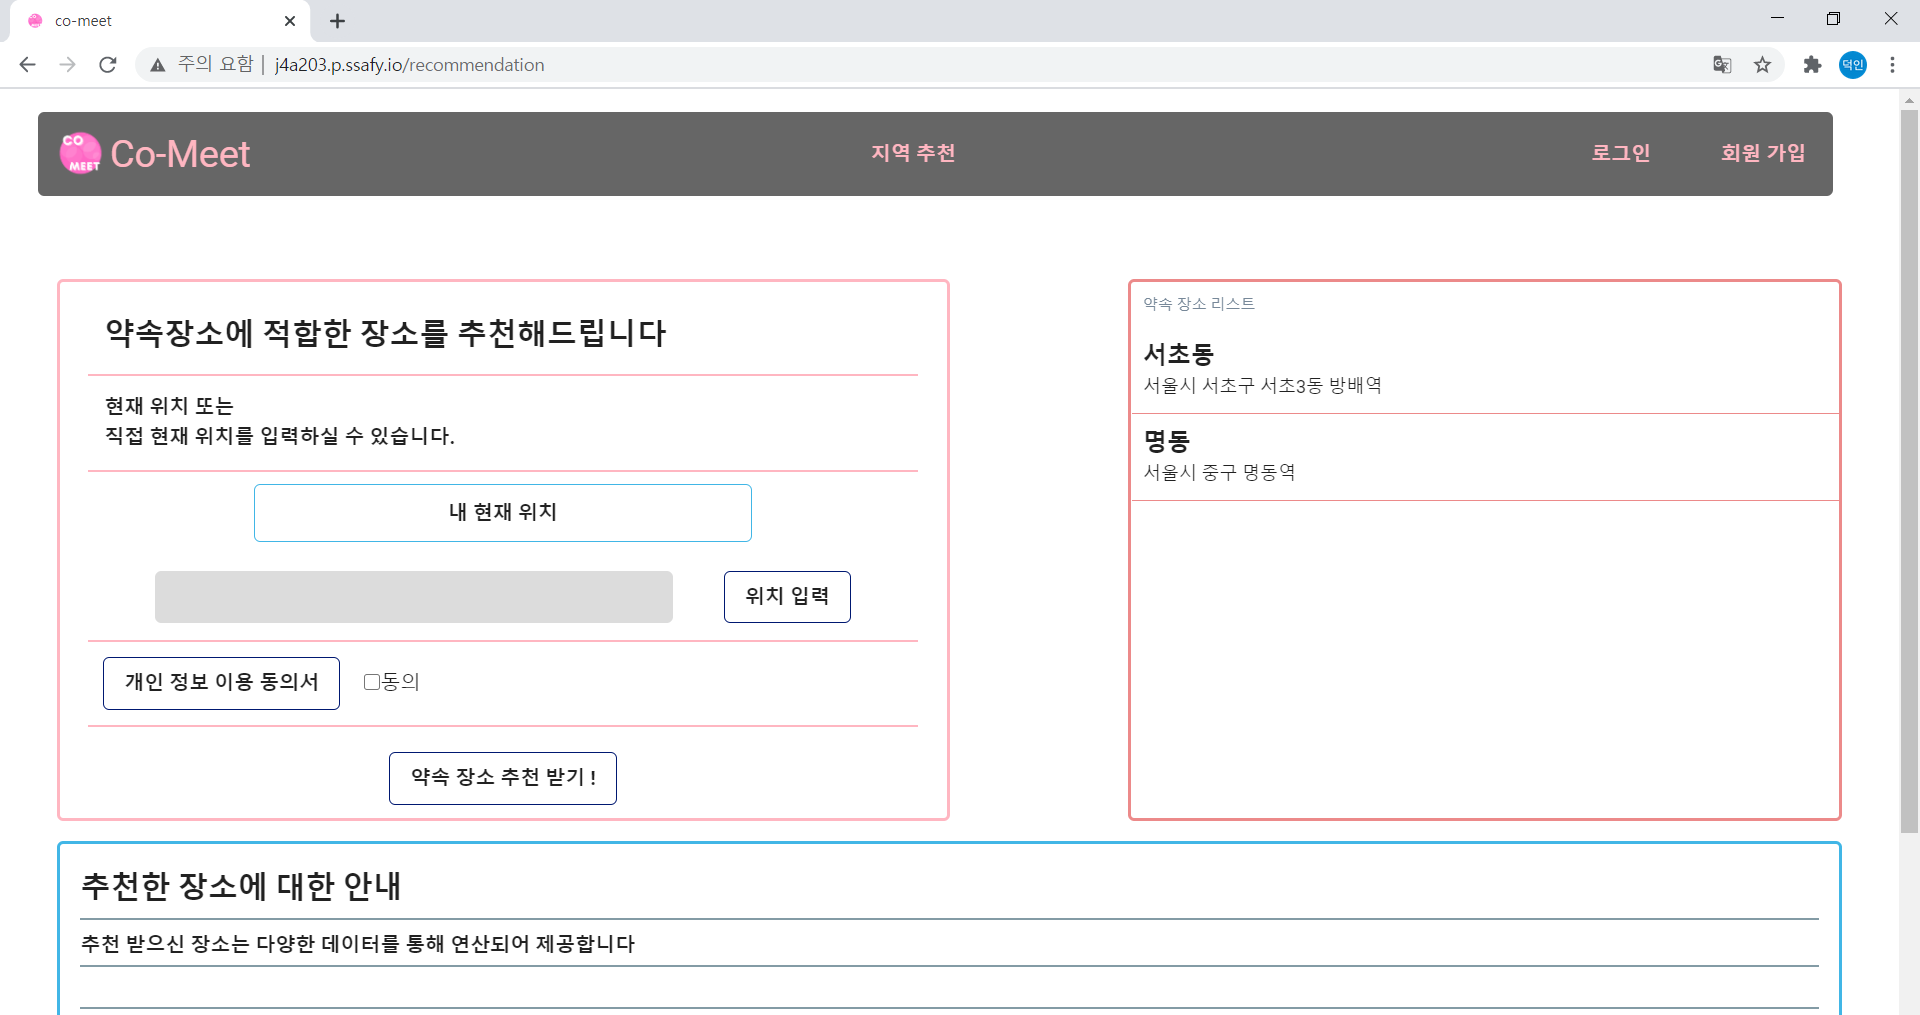 co-meet
주의 요함 | j4a203.p.ssafy.io/recommendation
덕인
CO MEET
Co-Meet
지역 추천
로그인
회원 가입
약속장소에 적합한 장소를 추천해드립니다
현재 위치 또는
직접 현재 위치를 입력하실 수 있습니다.
내 현재 위치
위치 입력
개인 정보 이용 동의서
동의
약속 장소 추천 받기 !
약속 장소 리스트
서초동
서울시 서초구 서초3동 방배역
명동
서울시 중구 명동역
추천한 장소에 대한 안내
추천 받으신 장소는 다양한 데이터를 통해 연산되어 제공합니다